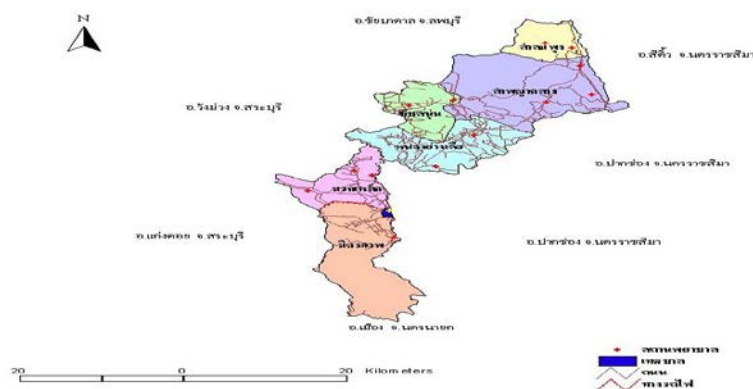 N
อ.ชัยบาดาล จ.ลพบุรี
อ.สีคิ้ว จ.นครราชสีมา
ลำสมพุง
ลำพญากลาง
อ.วังม่วง จ.สระบุรี
ซับสนุ่น
หนองย่างเสือ
อ.ปากช่อง จ.นครราชสีมา
มวกเหล็ก
อ.แก่งคอย จ.สระบุรี
มิตรภาพ
อ.ปากช่อง จ.นครราชสีมา
อ.เมือง จ.นครนายก
สถานพยาบาล
เทศบาล
ถนน
ทางรถไฟ
20 0 20 Kilometers